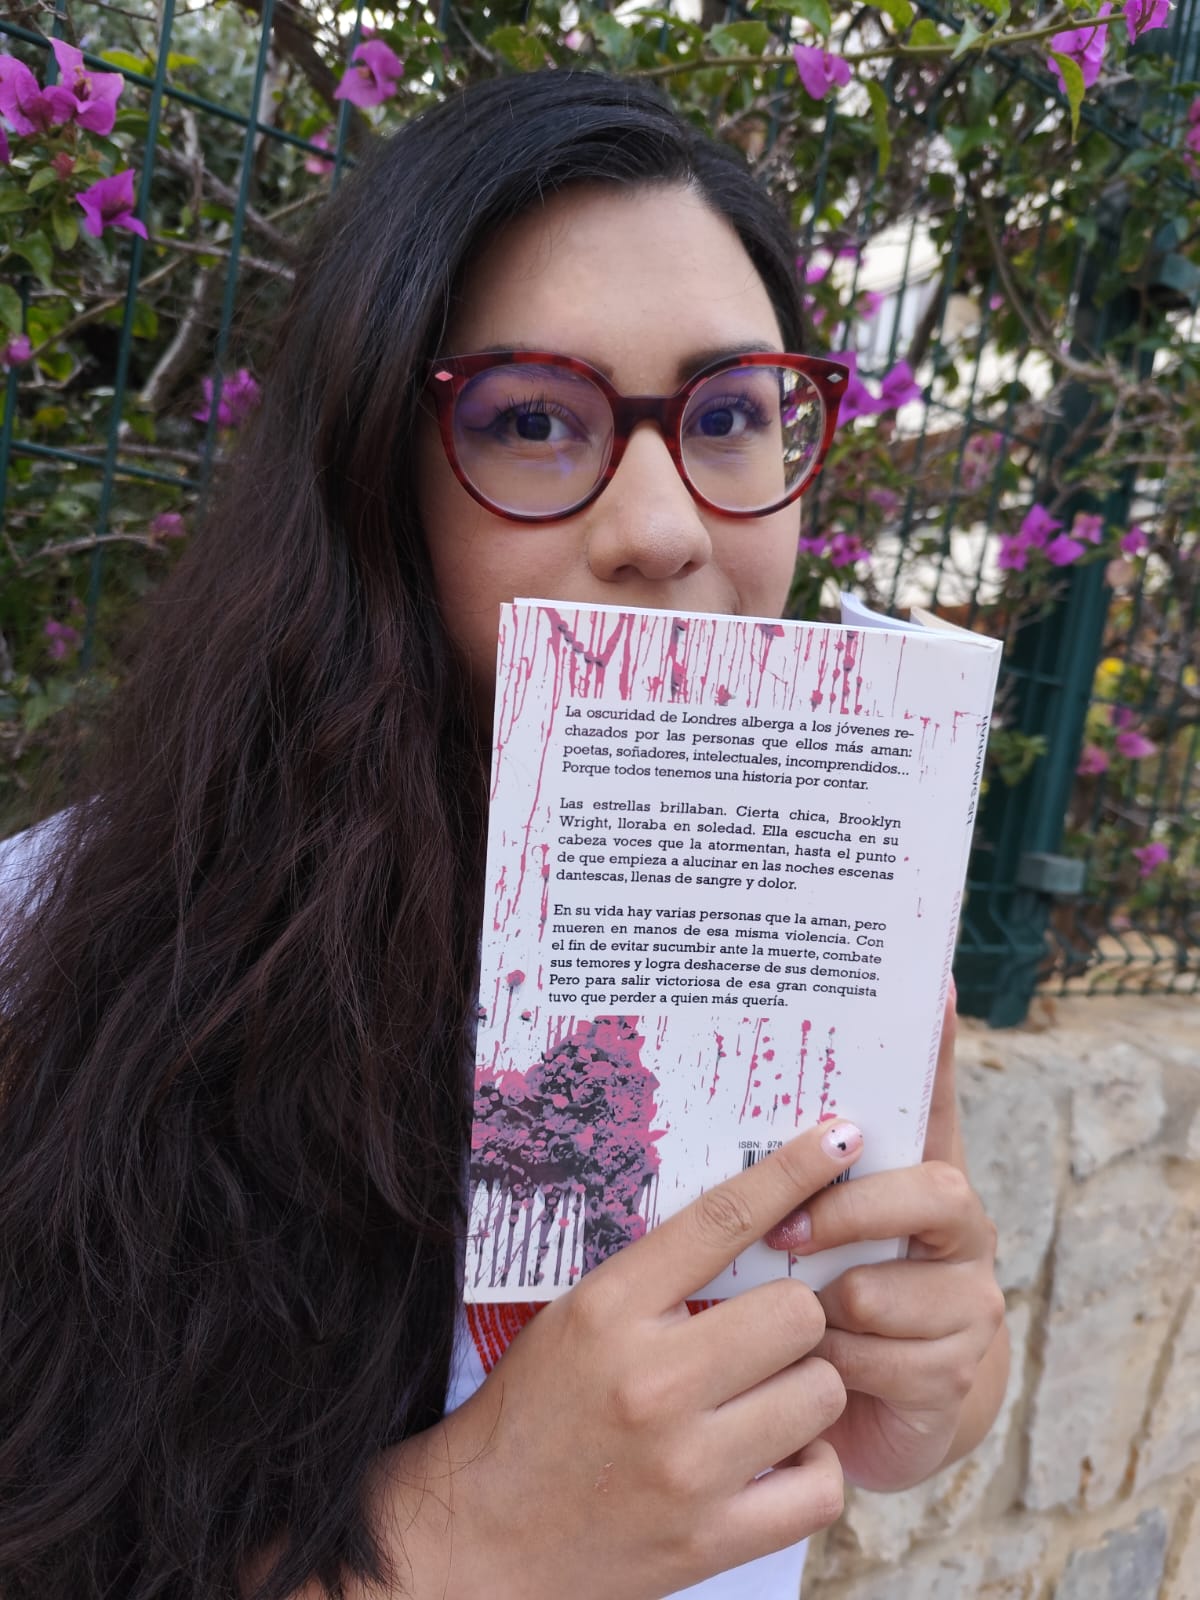 La oscuridad de Londres alberga a los jóvenes re-
chazados por las personas que ellos más aman:
poetas, soñadores, intelectuales, incomprendidos...
Porque todos tenemos una historia por contar.
Las estrellas brillaban. Cierta chica, Brooklyn
Wright, lloraba en soledad. Ella escucha en su
cabeza voces que la atormentan, hasta el punto
de que empieza a alucinar en las noches escenas
dantescas, llenas de sangre y dolor.
En su vida hay varias personas que la aman, pero
mueren en manos de esa misma violencia. Con
el fin de evitar sucumbir ante la muerte, combate
sus temores y logra deshacerse de sus demonios.
Pero para salir victoriosa de esa gran conquista
tuvo que perder a quien más quería.
ISBN: 978
LIS SAMARAH